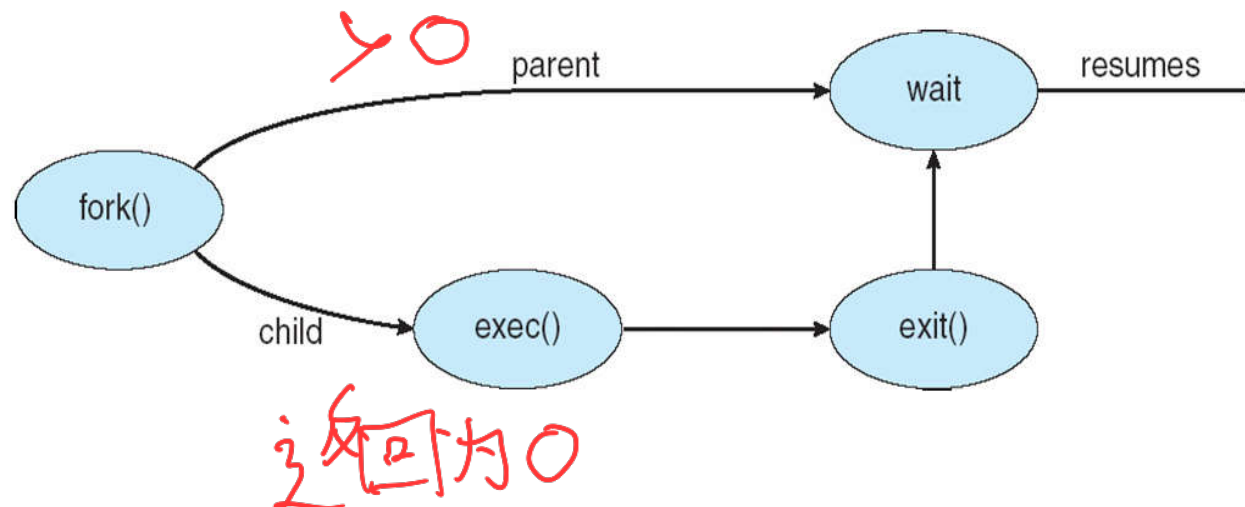 >0
parent
wait
resumes
fork()
child
exec()
exit()
返回为0